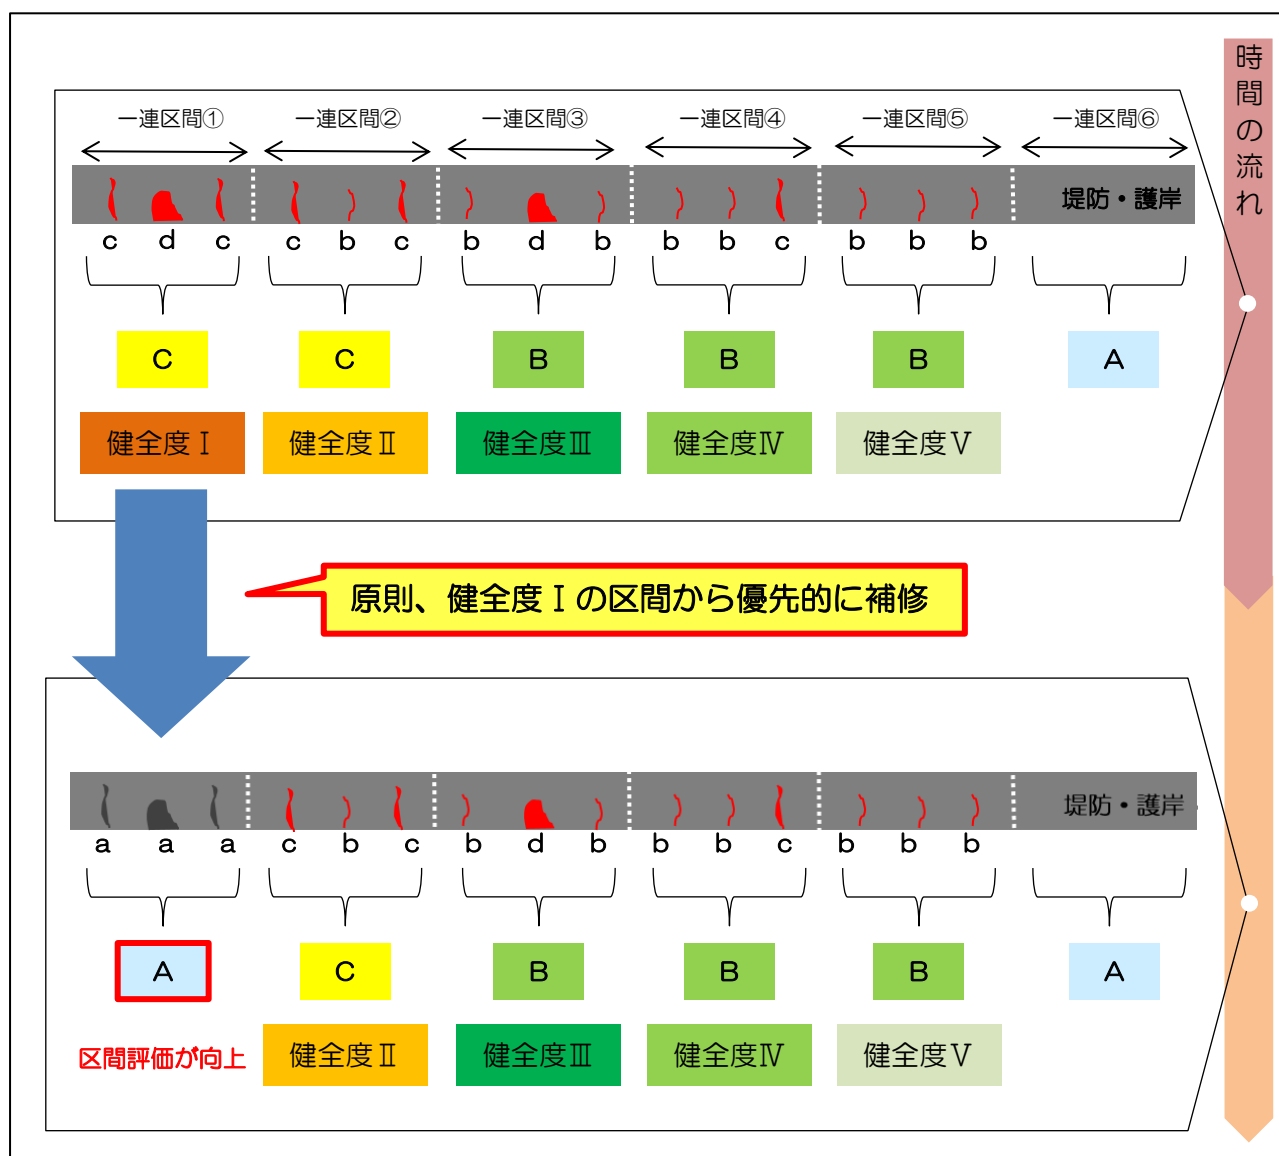 時間の流れ
一連区間① 一連区間② 一連区間③ 一連区間④ 一連区間⑤ 一連区間⑥
堤防・護岸
c d c c b c b d b b b c b b b
C C B B B A
健全度Ⅰ 健全度Ⅱ 健全度Ⅲ 健全度Ⅳ 健全度Ⅴ
原則、健全度Ⅰの区間から優先的に補修
堤防・護岸
a a a c b c b d b b b c b b b
A C B B B A
区間評価が向上 健全度Ⅱ 健全度Ⅲ 健全度Ⅳ 健全度Ⅴ